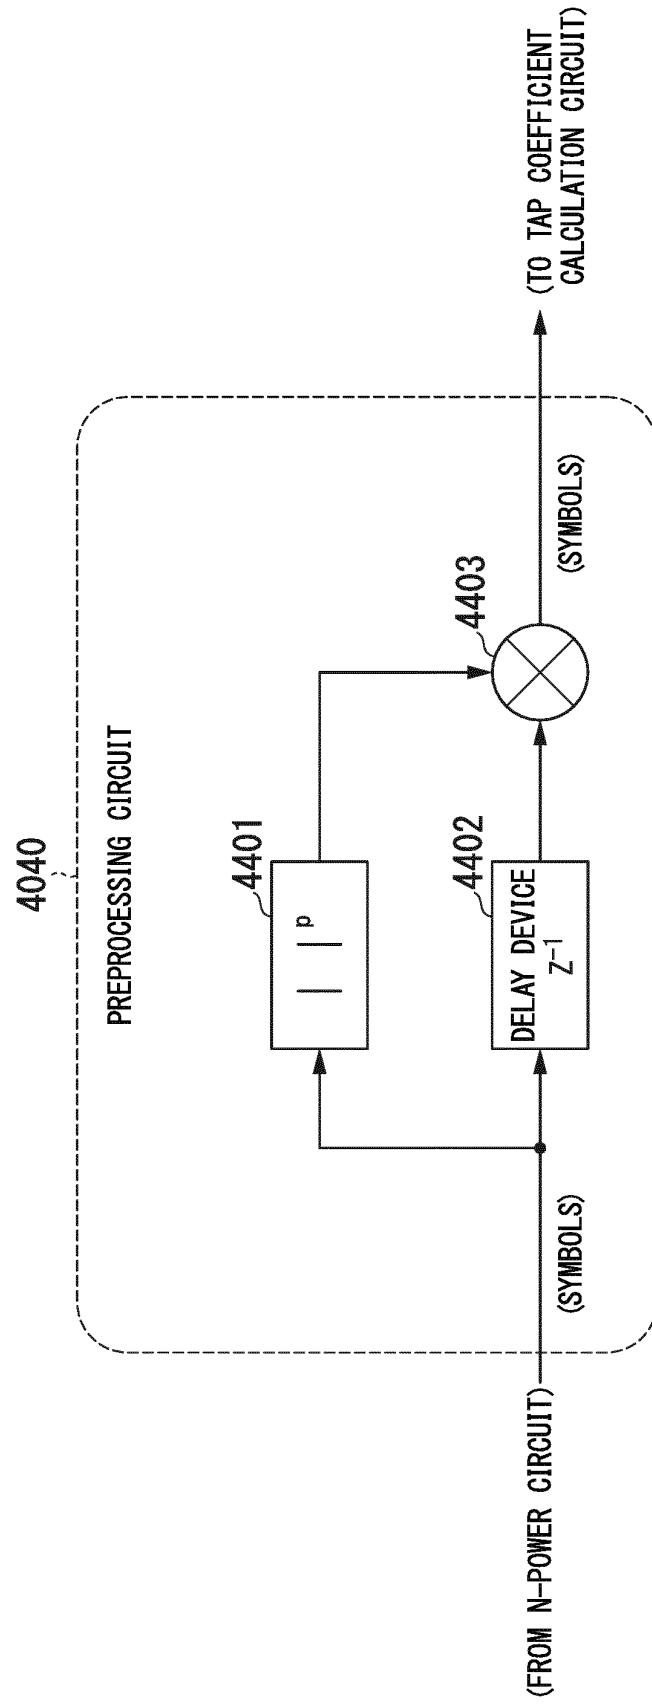 4040
PREPROCESSING CIRCUIT
4401
| |ᵖ
4402
DELAY DEVICE
Z⁻¹
4403
(FROM N-POWER CIRCUIT)
(SYMBOLS)
(SYMBOLS)
(TO TAP COEFFICIENT
CALCULATION CIRCUIT)